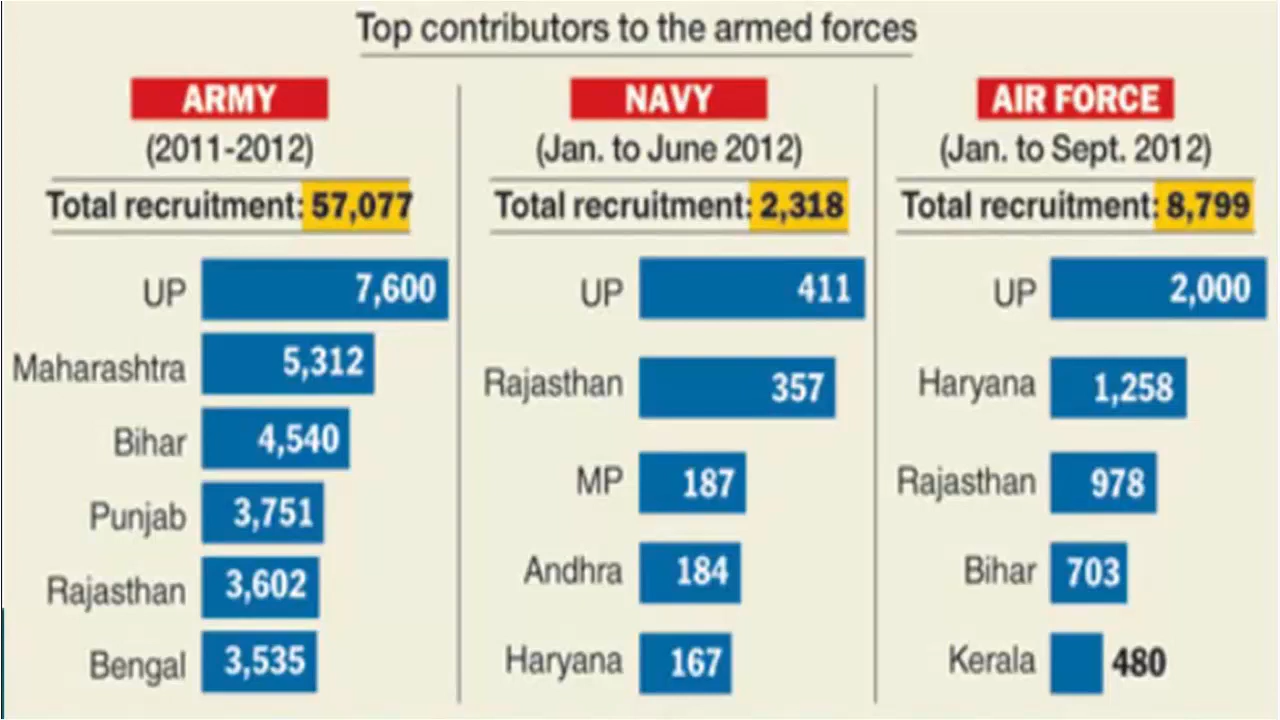 Top contributors to the armed forces
ARMY
(2011-2012)
Total recruitment: 57,077
UP 7,600
Maharashtra 5,312
Bihar 4,540
Punjab 3,751
Rajasthan 3,602
Bengal 3,535
NAVY
(Jan. to June 2012)
Total recruitment: 2,318
UP 411
Rajasthan 357
MP 187
Andhra 184
Haryana 167
AIR FORCE
(Jan. to Sept. 2012)
Total recruitment: 8,799
UP 2,000
Haryana 1,258
Rajasthan 978
Bihar 703
Kerala 480